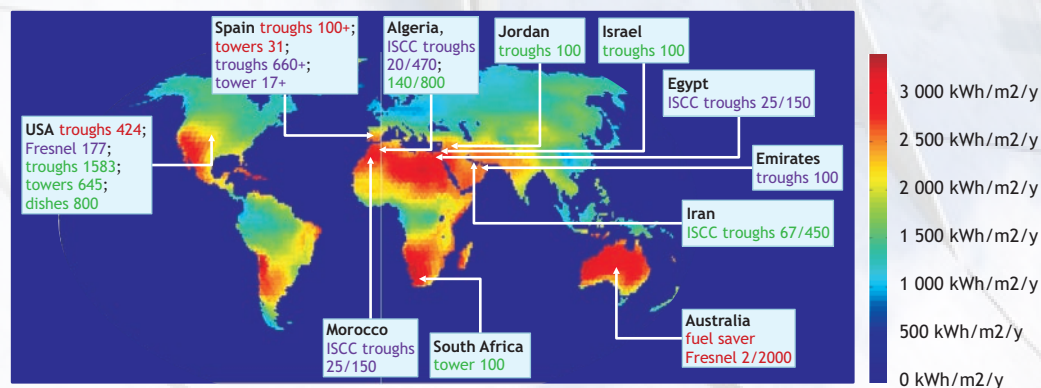 Spain troughs 100+;
towers 31;
troughs 660+;
tower 17+
Algeria,
ISCC troughs
20/470;
140/800
Jordan
troughs 100
Israel
troughs 100
Egypt
ISCC troughs 25/150
USA troughs 424;
Fresnel 177;
troughs 1583;
towers 645;
dishes 800
Emirates
troughs 100
Iran
ISCC troughs 67/450
Morocco
ISCC troughs
25/150
South Africa
tower 100
Australia
fuel saver
Fresnel 2/2000
3 000 kWh/m2/y
2 500 kWh/m2/y
2 000 kWh/m2/y
1 500 kWh/m2/y
1 000 kWh/m2/y
500 kWh/m2/y
0 kWh/m2/y